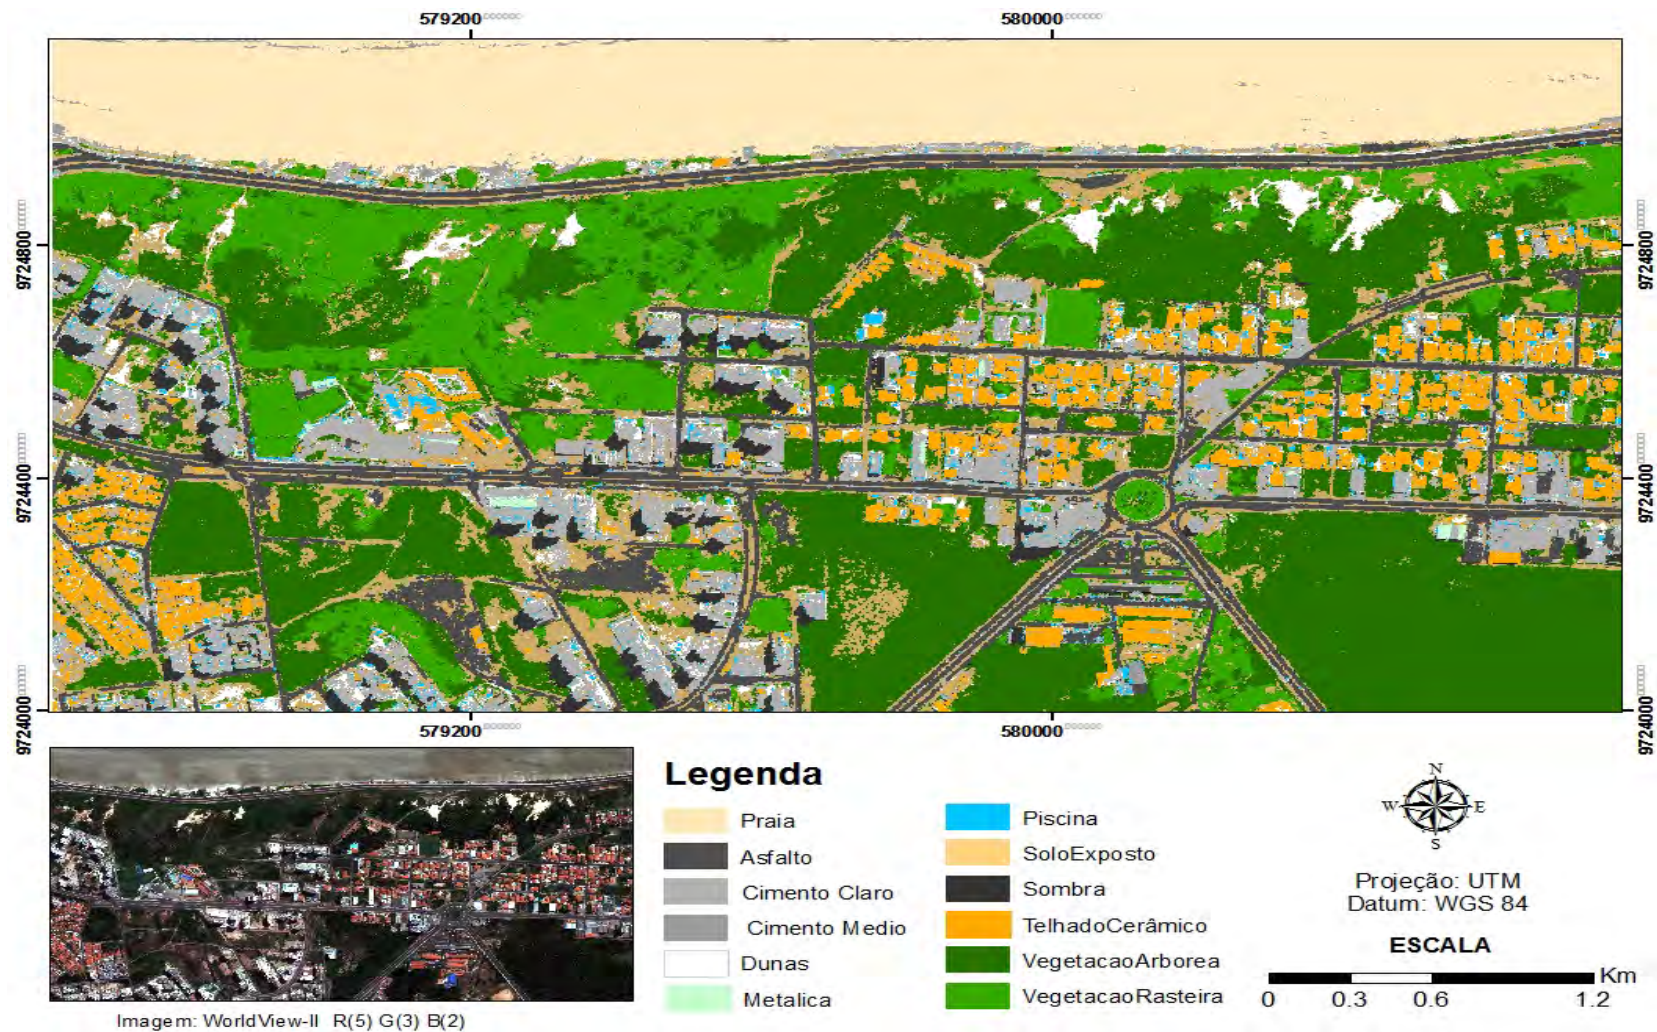 579200 580000
9724800 9724800
9724400 9724400
9724000 9724000
579200 580000
Legenda
Praia
Asfalto
Cimento Claro
Cimento Medio
Dunas
Metalica
Piscina
SoloExposto
Sombra
TelhadoCerâmico
VegetacaoArborea
VegetacaoRasteira
N
W E
S
Projeção: UTM
Datum: WGS 84
ESCALA
Km
0 0.3 0.6 1.2
Imagem: WorldView-II R(5) G(3) B(2)